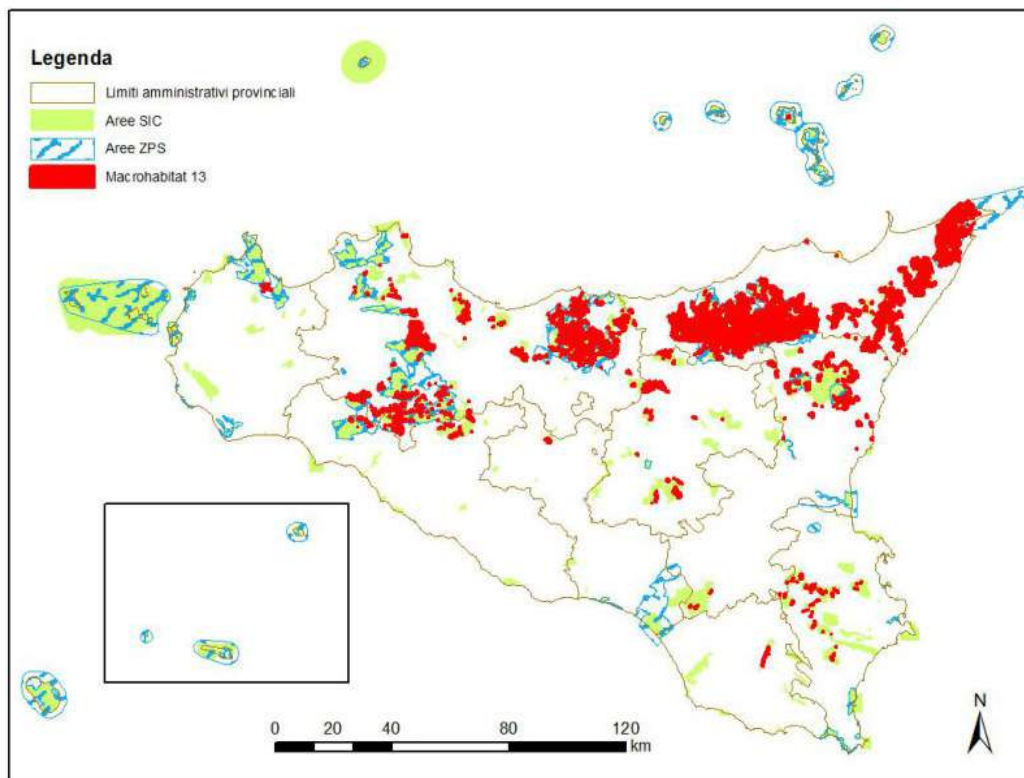 Legenda
Limiti amministrativi provinciali
Aree SIC
Aree ZPS
Macrohabitat 13
N
0 20 40 80 120
km